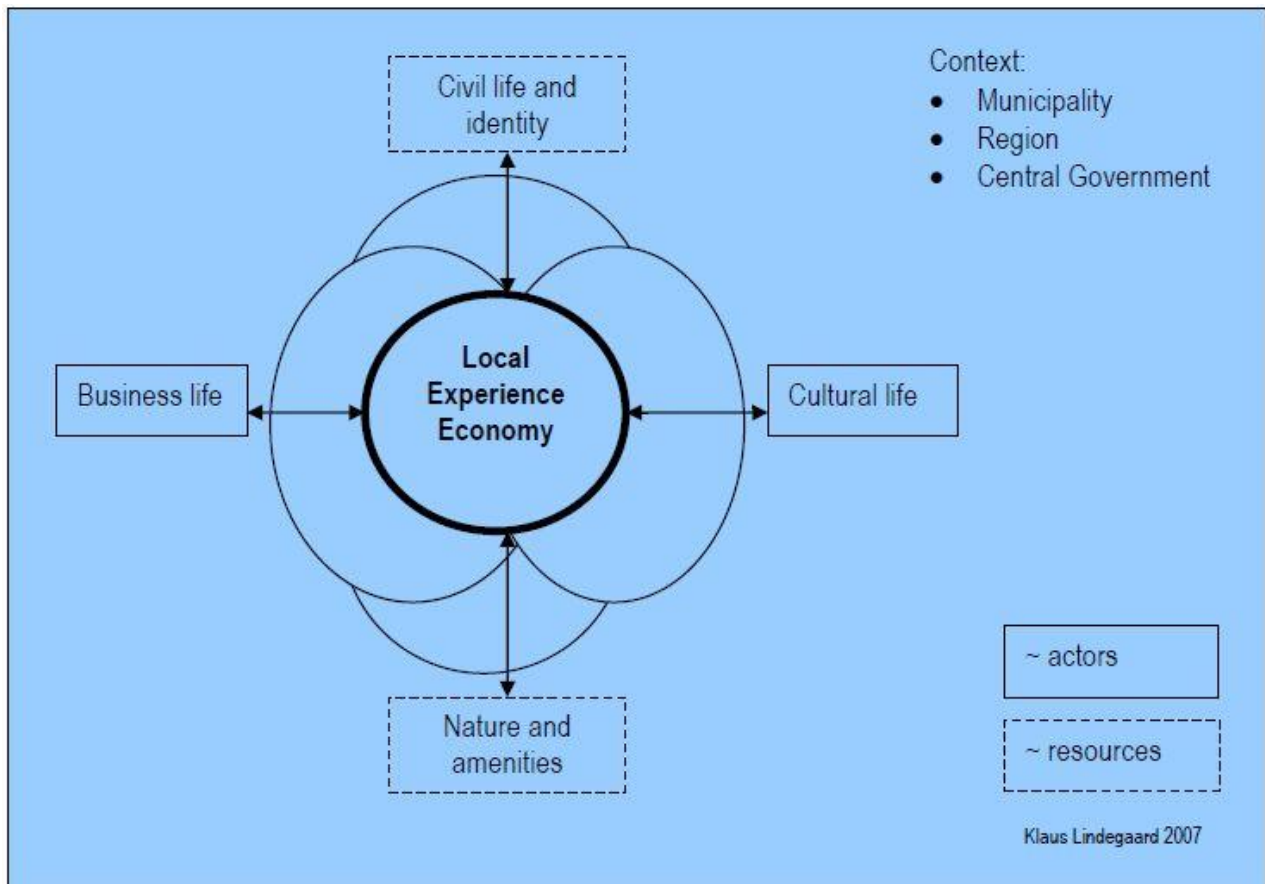 Civil life and
identity
Context:
• Municipality
• Region
• Central Government
Local
Experience
Economy
Business life
Cultural life
Nature and
amenities
~ actors
~ resources
Klaus Lindegaard 2007